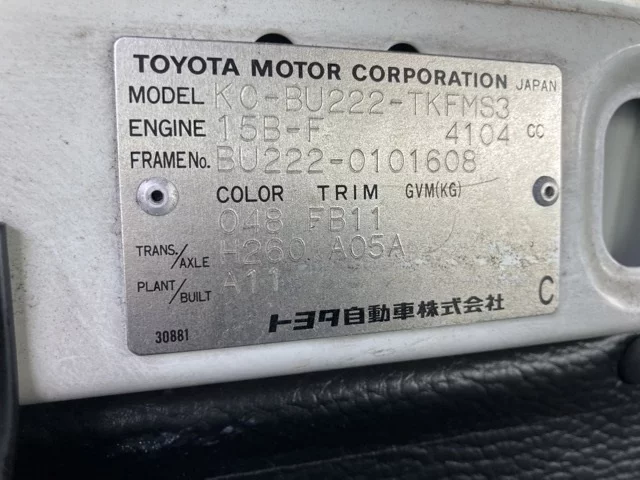 TOYOTA MOTOR CORPORATION JAPAN
MODEL KC-BU222-TKFMS3
ENGINE 15B-F 4104 CC
FRAME No. BU222-0101608
COLOR TRIM GVM(KG)
048 FB11
TRANS./AXLE H260 A05A
PLANT/BUILT A11
トヨタ自動車株式会社 C
30881